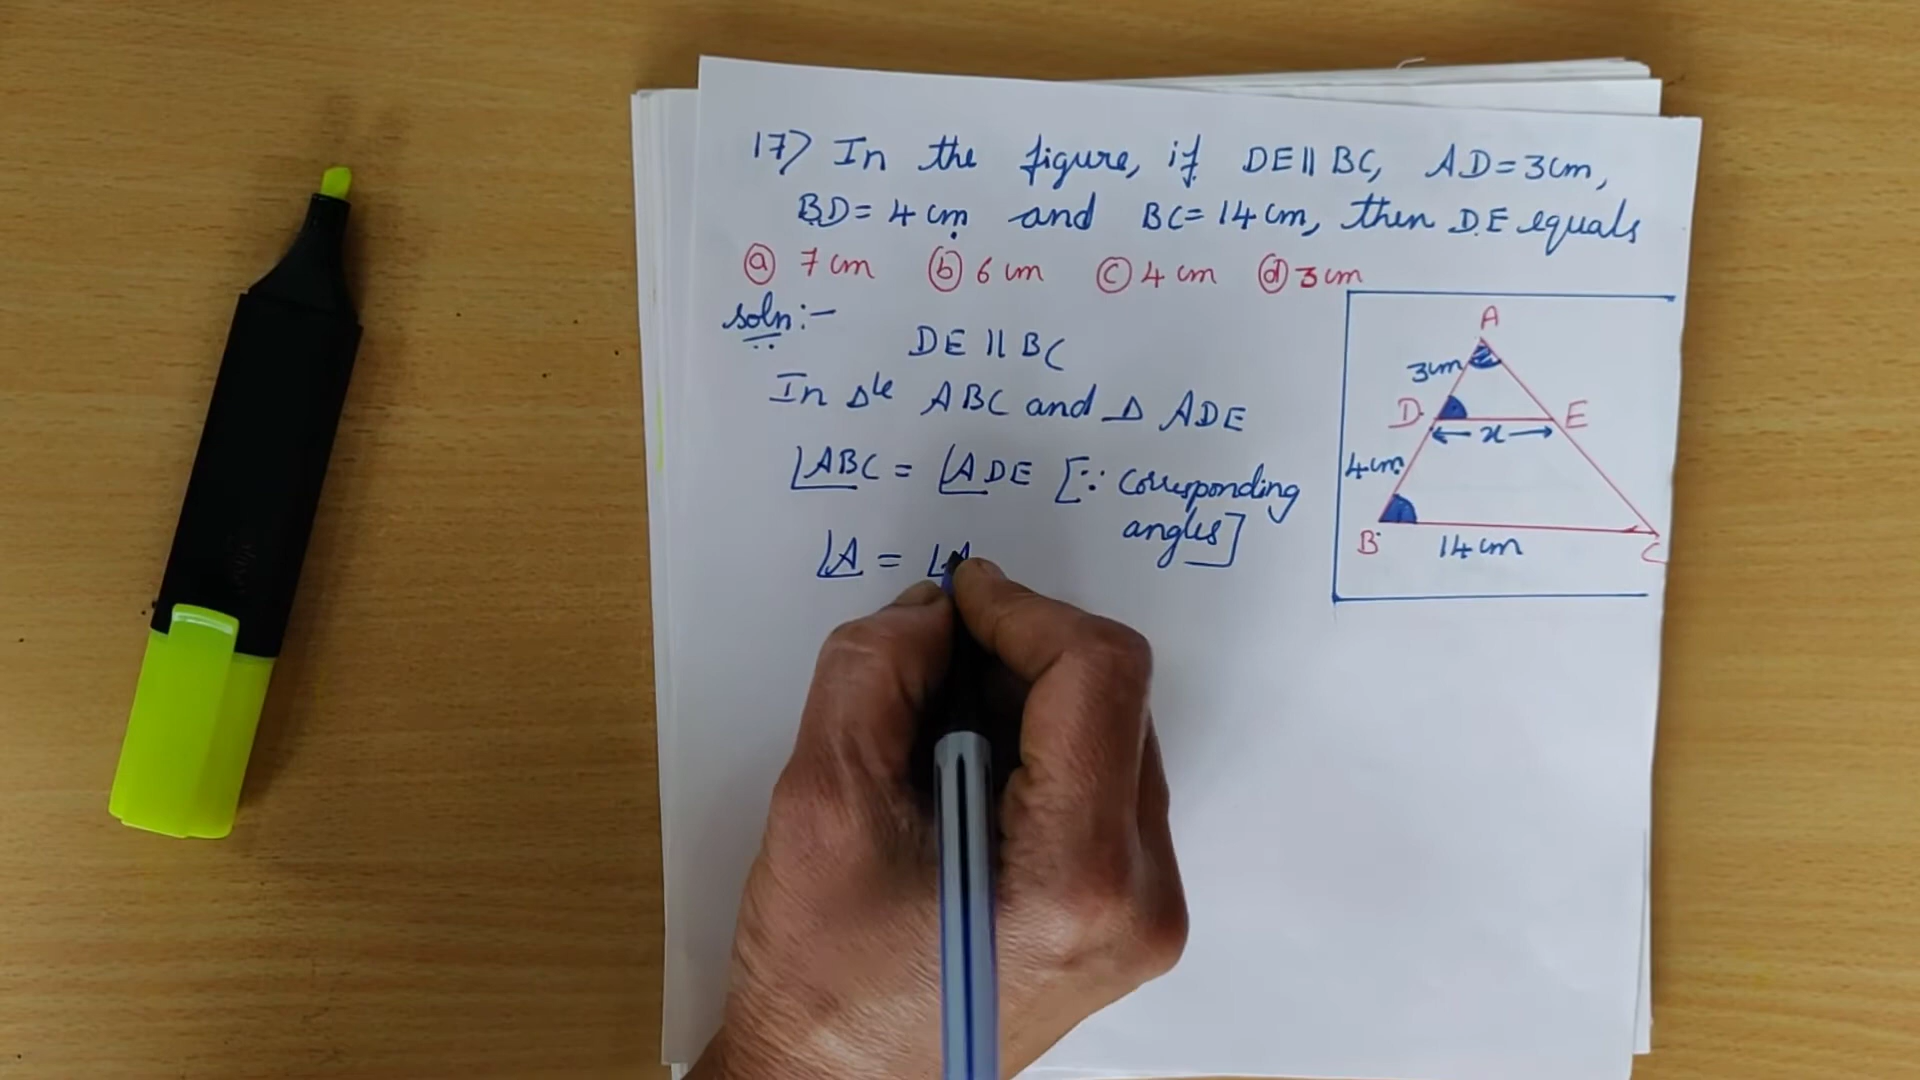 17) In the figure, if DE ∥ BC, AD = 3cm,
BD = 4 cm and BC = 14 cm, then DE equals
ⓐ 7 cm ⓑ 6 cm ⓒ 4 cm ⓓ 3 cm
soln :-
DE ∥ BC
In Δle ABC and Δ ADE
∠ABC = ∠ADE [∵ corresponding
angles]
∠A = ∠A
A
3cm
D E
x
4cm
B C
14 cm